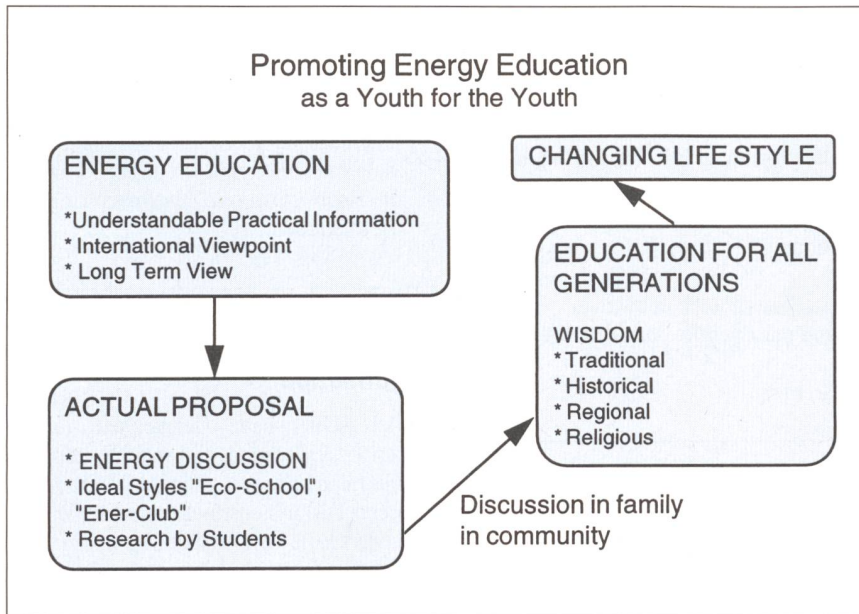 Promoting Energy Education
as a Youth for the Youth
ENERGY EDUCATION
*Understandable Practical Information
* International Viewpoint
* Long Term View
ACTUAL PROPOSAL
* ENERGY DISCUSSION
* Ideal Styles "Eco-School",
"Ener-Club"
* Research by Students
Discussion in family
in community
EDUCATION FOR ALL
GENERATIONS
WISDOM
* Traditional
* Historical
* Regional
* Religious
CHANGING LIFE STYLE